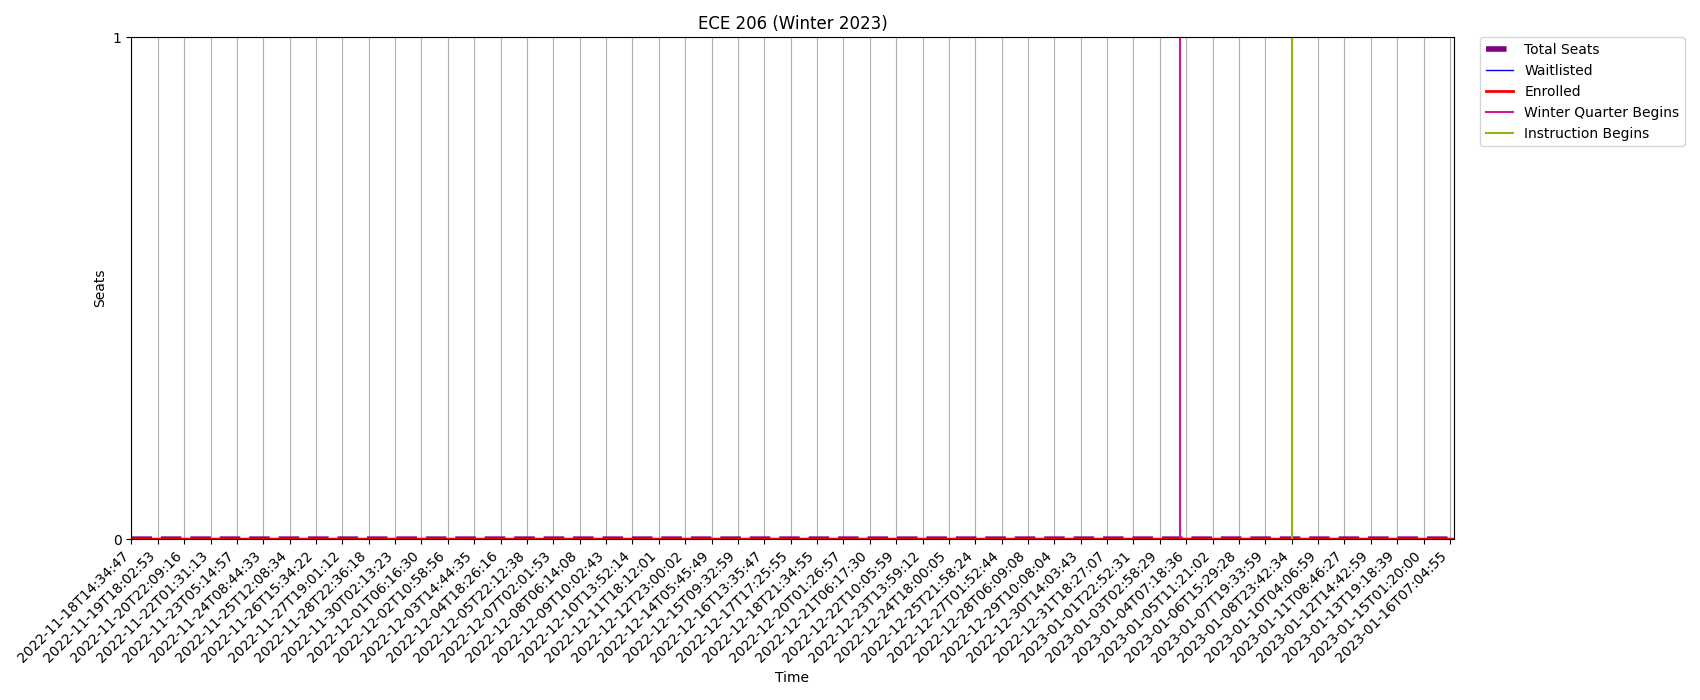 ECE 206 (Winter 2023)
1
0
Seats
Total Seats
Waitlisted
Enrolled
Winter Quarter Begins
Instruction Begins
2022-11-18T14:34:47
2022-11-19T18:02:53
2022-11-20T22:09:16
2022-11-22T01:31:13
2022-11-23T05:14:57
2022-11-24T08:44:33
2022-11-25T12:08:34
2022-11-26T15:34:22
2022-11-27T19:01:12
2022-11-28T22:36:18
2022-11-30T02:13:23
2022-12-01T06:16:30
2022-12-02T10:58:56
2022-12-03T14:44:35
2022-12-04T18:26:16
2022-12-05T22:12:38
2022-12-07T02:01:53
2022-12-08T06:14:08
2022-12-09T10:02:43
2022-12-10T13:52:14
2022-12-11T18:12:01
2022-12-12T23:00:02
2022-12-14T05:45:49
2022-12-15T09:32:59
2022-12-16T13:35:47
2022-12-17T17:25:55
2022-12-18T21:34:55
2022-12-20T01:26:57
2022-12-21T06:17:30
2022-12-22T10:05:59
2022-12-23T13:59:12
2022-12-24T18:00:05
2022-12-25T21:58:24
2022-12-27T01:52:44
2022-12-28T06:09:08
2022-12-29T10:08:04
2022-12-30T14:03:43
2022-12-31T18:27:07
2023-01-01T22:52:31
2023-01-03T02:58:29
2023-01-04T07:18:36
2023-01-05T11:21:02
2023-01-06T15:29:28
2023-01-07T19:33:59
2023-01-08T23:42:34
2023-01-10T04:06:59
2023-01-11T08:46:27
2023-01-12T14:42:59
2023-01-13T19:18:39
2023-01-15T01:20:00
2023-01-16T07:04:55
Time